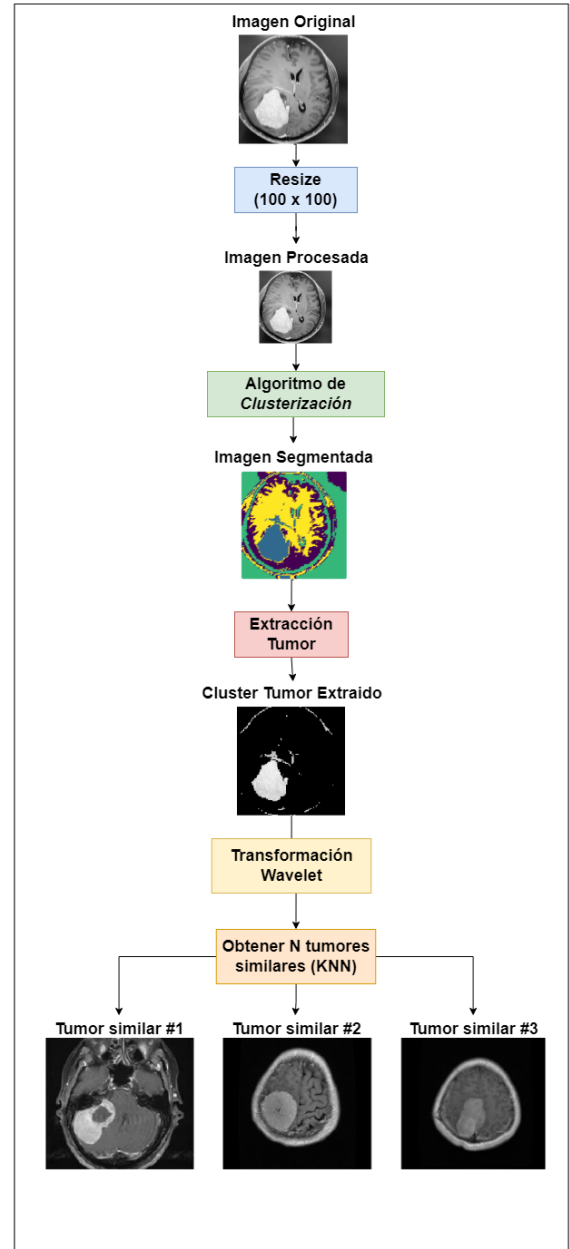 Imagen Original
Resize
(100 x 100)
Imagen Procesada
Algoritmo de
Clusterización
Imagen Segmentada
Extracción
Tumor
Cluster Tumor Extraido
Transformación
Wavelet
Obtener N tumores
similares (KNN)
Tumor similar #1
Tumor similar #2
Tumor similar #3